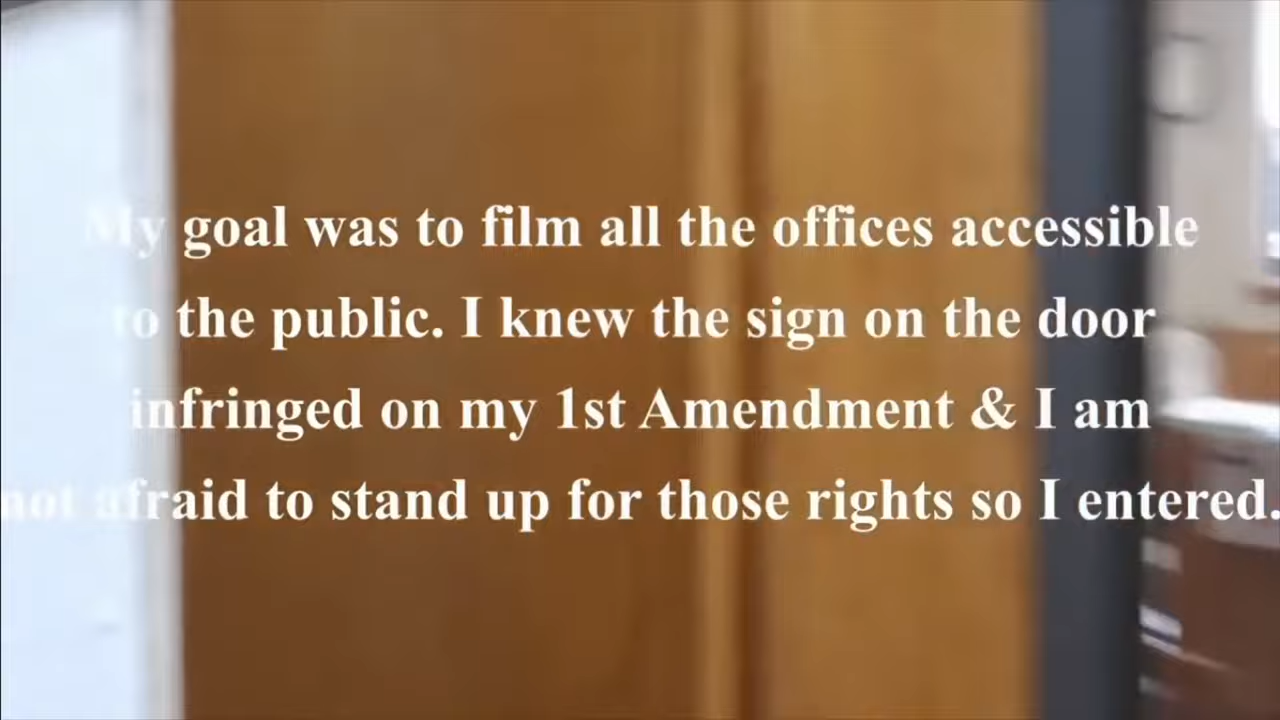 My goal was to film all the offices accessible
to the public. I knew the sign on the door
infringed on my 1st Amendment & I am
not afraid to stand up for those rights so I entered.